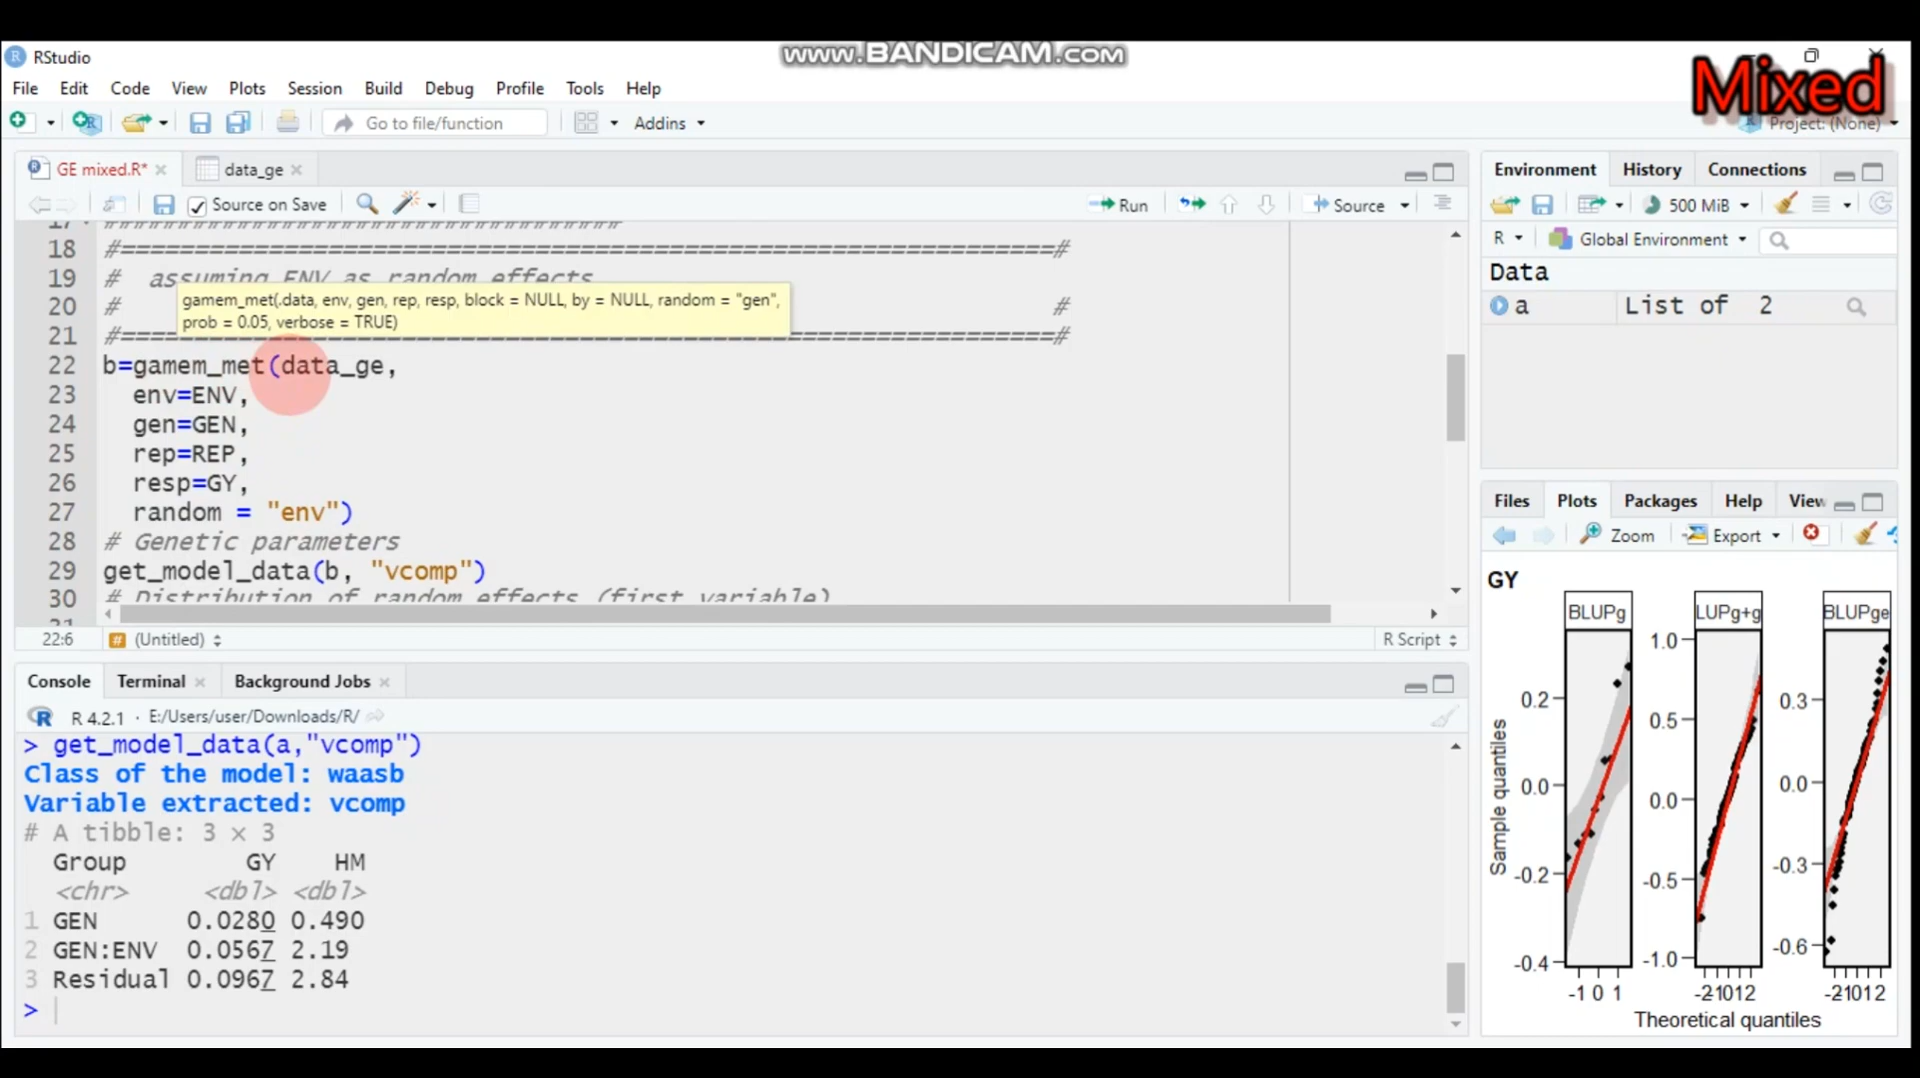 www.BANDICAM.com
RStudio
Mixed
File Edit Code View Plots Session Build Debug Profile Tools Help
Go to file/function Addins
Project: (None)
GE mixed.R*
data_ge
Source on Save
Run
Source
17 ###################################
18 #===============================================================#
19 # assuming ENV as random effects
20 # #
21 #===============================================================#
gamem_met(.data, env, gen, rep, resp, block = NULL, by = NULL, random = "gen",
prob = 0.05, verbose = TRUE)
22 b=gamem_met(data_ge,
23 env=ENV,
24 gen=GEN,
25 rep=REP,
26 resp=GY,
27 random = "env")
28 # Genetic parameters
29 get_model_data(b, "vcomp")
30 # Distribution of random effects (first variable)
31
22:6 # (Untitled) R Script
Console Terminal Background Jobs
R 4.2.1 · E:/Users/user/Downloads/R/
> get_model_data(a,"vcomp")
Class of the model: waasb
Variable extracted: vcomp
# A tibble: 3 × 3
Group GY HM
<chr> <dbl> <dbl>
1 GEN 0.0280 0.490
2 GEN:ENV 0.0567 2.19
3 Residual 0.0967 2.84
>
Environment History Connections
500 MiB
R Global Environment
Data
a List of 2
Files Plots Packages Help View
Zoom Export
GY
BLUPg LUPg+g BLUPge
Sample quantiles
0.2
0.0
-0.2
-0.4
1.0
0.5
0.0
-0.5
-1.0
0.3
0.0
-0.3
-0.6
-1 0 1
-2-1012
-2-1012
Theoretical quantiles